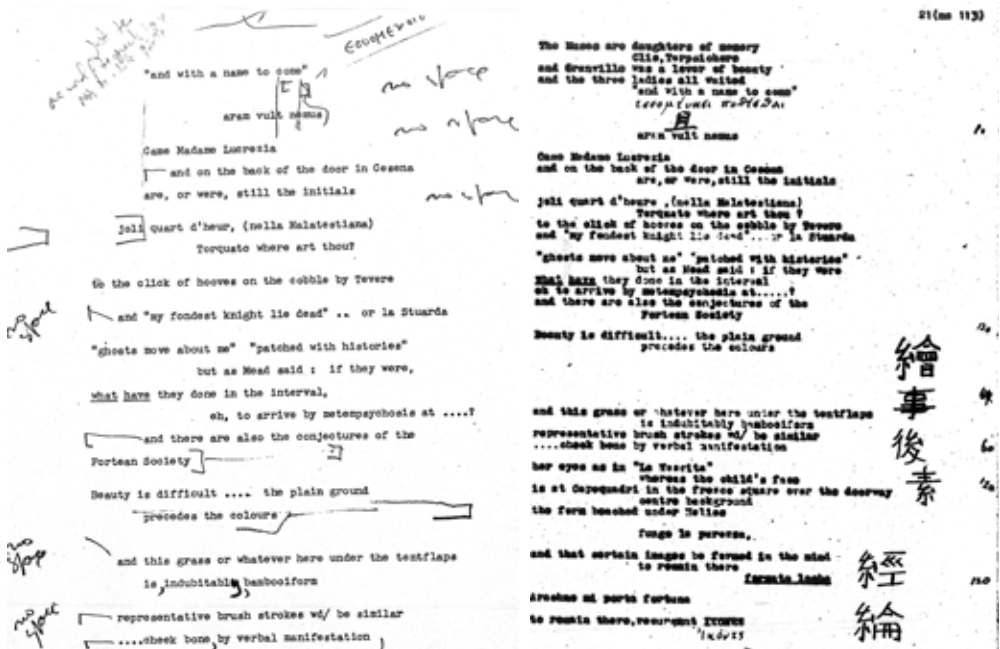 ΕCCΟΜΕΝΟΙC
"and with a name to come"
no space
aram vult nemus
no space
Came Madame Lucrezia
and on the back of the door in Cesena
are, or were, still the initials
no space
joli quart d'heur, (nella Malatestiana)
Torquato where art thou?
to the click of hooves on the cobble by Tevere
no space
and "my fondest knight lie dead" .. or la Stuarda
"ghosts move about me" "patched with histories"
but as Mead said : if they were,
what have they done in the interval,
eh, to arrive by metempsychosis at ....?
and there are also the conjectures of the
Fortean Society
Beauty is difficult .... the plain ground
precedes the colours
no space
and this grass or whatever here under the tentflaps
is, indubitably, bambooiform
no space
representative brush strokes wd/ be similar
....cheek bone, by verbal manifestation,
21(ms 113)
The Muses are daughters of memory
Clio, Terpsichore
and Granville was a lover of beauty
and the three ladies all waited
"and with a name to come"
且
aram vult nemus
Came Madame Lucrezia
and on the back of the door in Cesena
are, or were, still the initials
joli quart d'heure ,(nella Malatestiana)
Torquato where art thou ?
to the click of hooves on the cobble by Tevere
and "my fondest knight lie dead"... or la Stuarda
"ghosts move about me" "patched with histories"
but as Mead said : if they were
What have they done in the interval
eh to arrive by metempsychosis at.....?
and there are also the conjectures of the
Fortean Society
Beauty is difficult.... the plain ground
precedes the colours
繪
事
後
素
and this grass or whatever here under the tentflaps
is indubitably bambooiform
representative brush strokes wd/ be similar
....cheek bone by verbal manifestation
her eyes as in "La Nascita"
whereas the child's face
is at Capoquadri in the fresco square over the doorway
centre background
the form beached under Helios
funge la purezza,
and that certain images be formed in the mind
to remain there
formato locho
Arachne mi porta fortuna
to remain there, resurgent ΕΙΚΟΝΕΣ
經
綸